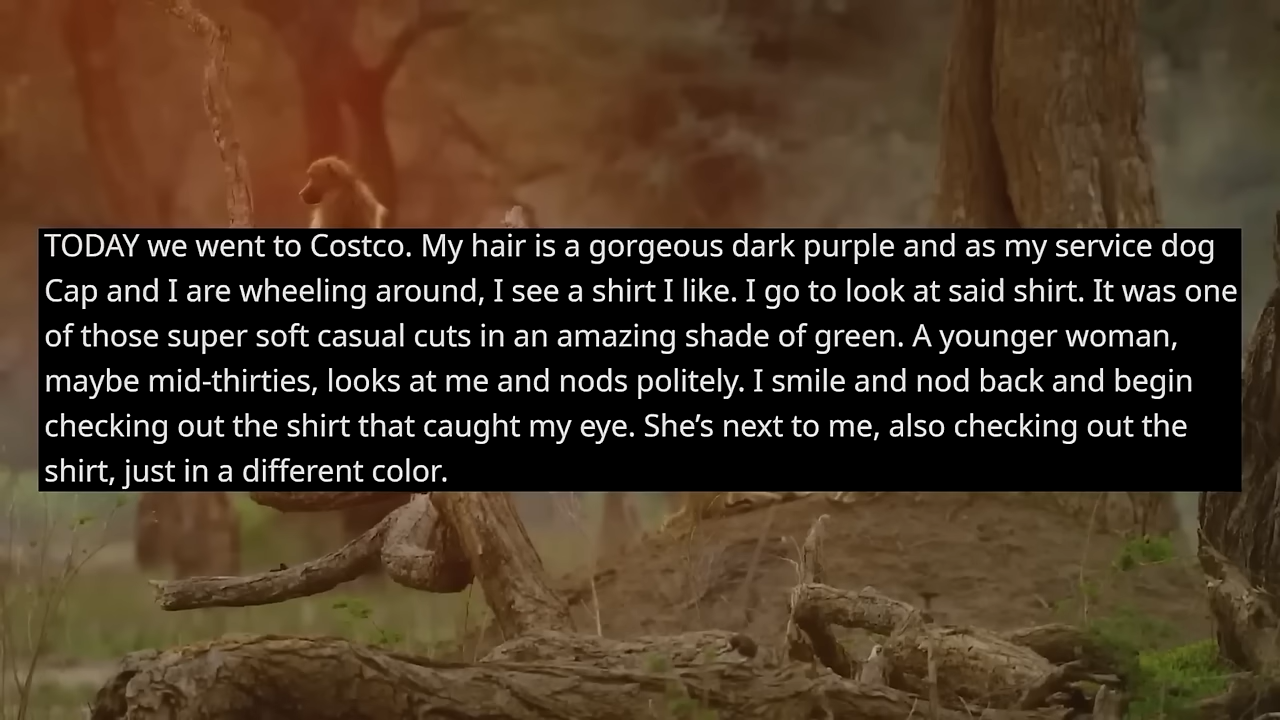 TODAY we went to Costco. My hair is a gorgeous dark purple and as my service dog
Cap and I are wheeling around, I see a shirt I like. I go to look at said shirt. It was one
of those super soft casual cuts in an amazing shade of green. A younger woman,
maybe mid-thirties, looks at me and nods politely. I smile and nod back and begin
checking out the shirt that caught my eye. She’s next to me, also checking out the
shirt, just in a different color.